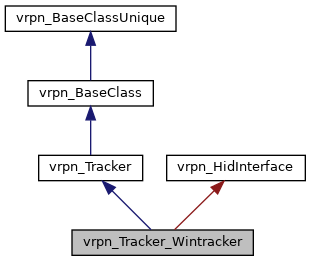 vrpn_BaseClassUnique
vrpn_BaseClass
vrpn_Tracker
vrpn_HidInterface
vrpn_Tracker_Wintracker